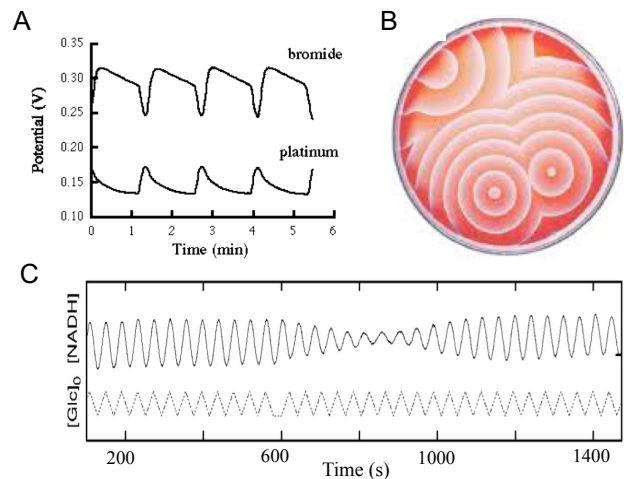 A
0.35
0.30
0.25
0.20
0.15
0.10
Potential (V)
bromide
platinum
0 1 2 3 4 5 6
Time (min)
B
C
[NADH]
[Glc]0
200 600 1000 1400
Time (s)